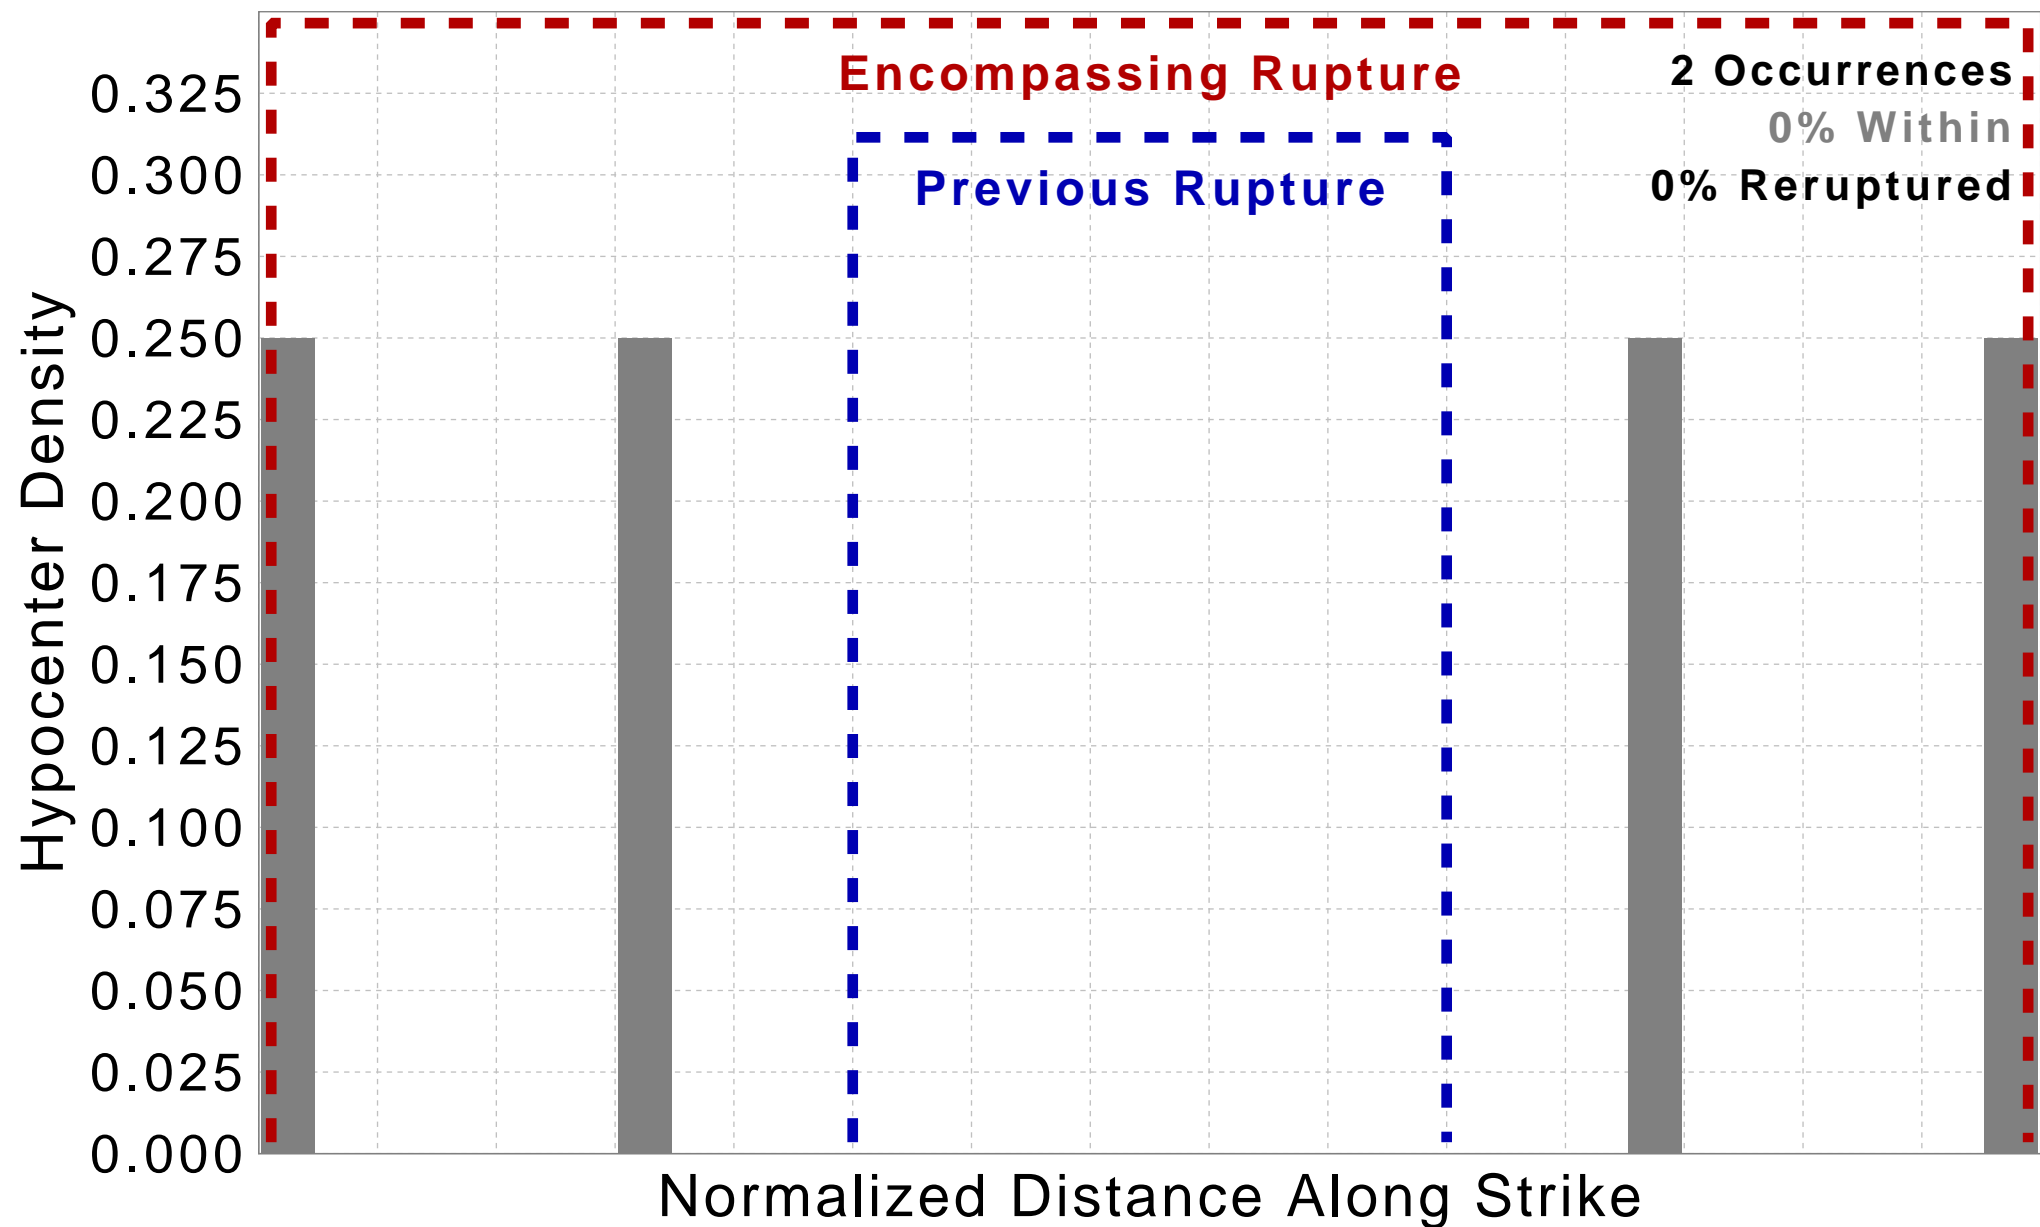 Encompassing Rupture
2 Occurrences
0% Within
0% Reruptured
Previous Rupture
0.325
0.300
0.275
0.250
0.225
0.200
0.175
0.150
0.125
0.100
0.075
0.050
0.025
0.000
Hypocenter Density
Normalized Distance Along Strike